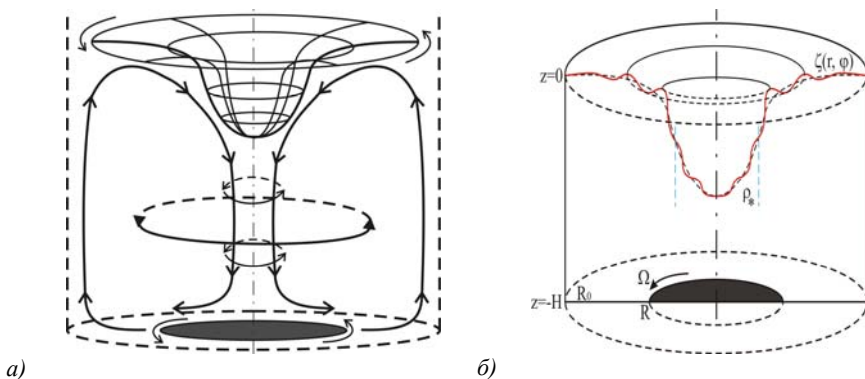 ζ(r, φ)
z=0
ρ*
Ω
R₀
z=-H
R
а)
б)